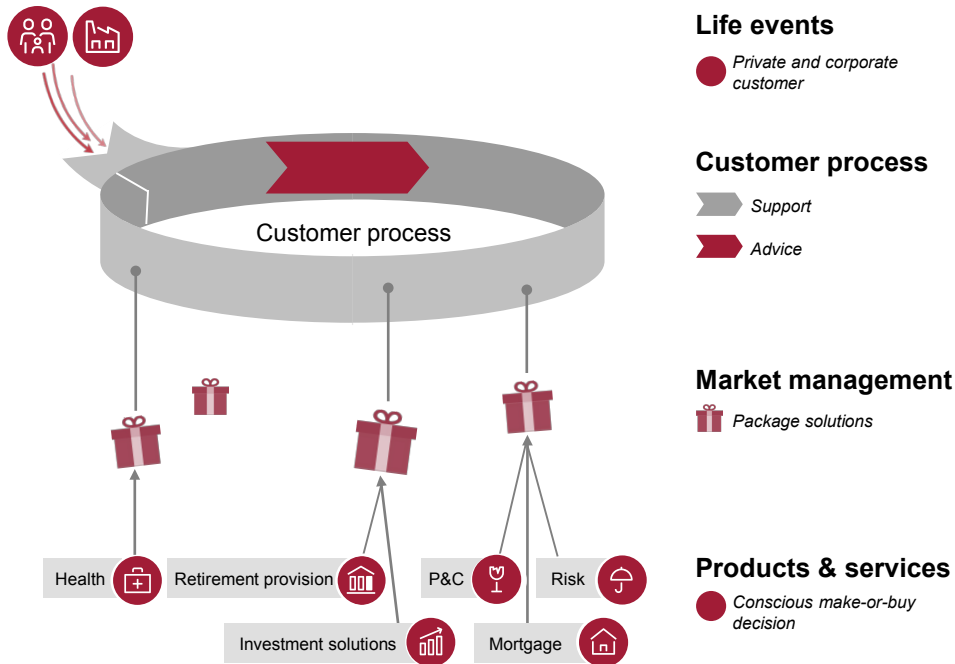 Life events
Private and corporate
customer
Customer process
Support
Advice
Customer process
Market management
Package solutions
Health
Retirement provision
P&C
Risk
Investment solutions
Mortgage
Products & services
Conscious make-or-buy
decision